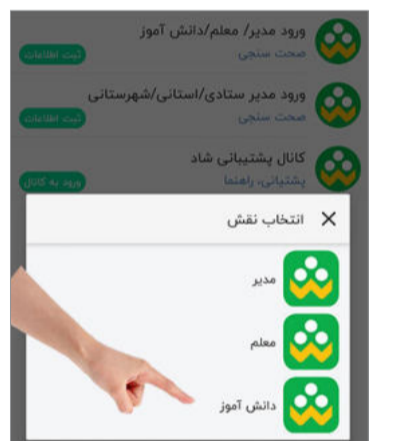 ورود مدیر/ معلم/دانش آموز
صحت سنجی
ثبت اطلاعات
ورود مدیر ستادی/استانی/شهرستانی
صحت سنجی
ثبت اطلاعات
کانال پشتیبانی شاد
پشتیبانی، راهنما
ورود به کانال
انتخاب نقش
مدیر
معلم
دانش آموز